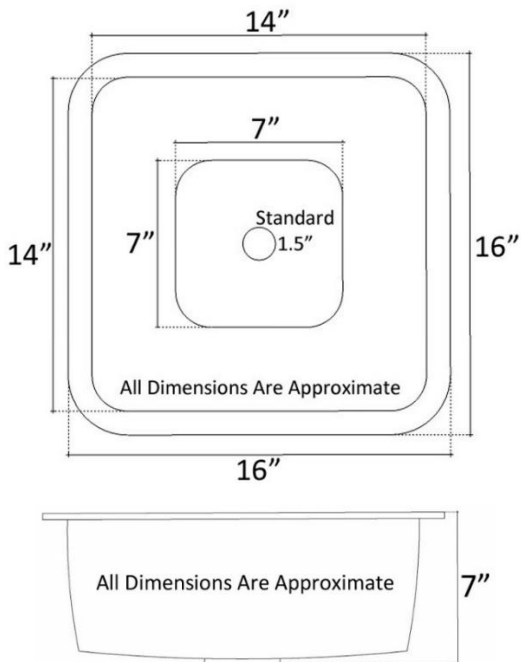 14”
7”
Standard
1.5”
7”
14”
16”
All Dimensions Are Approximate
16”
All Dimensions Are Approximate
7”